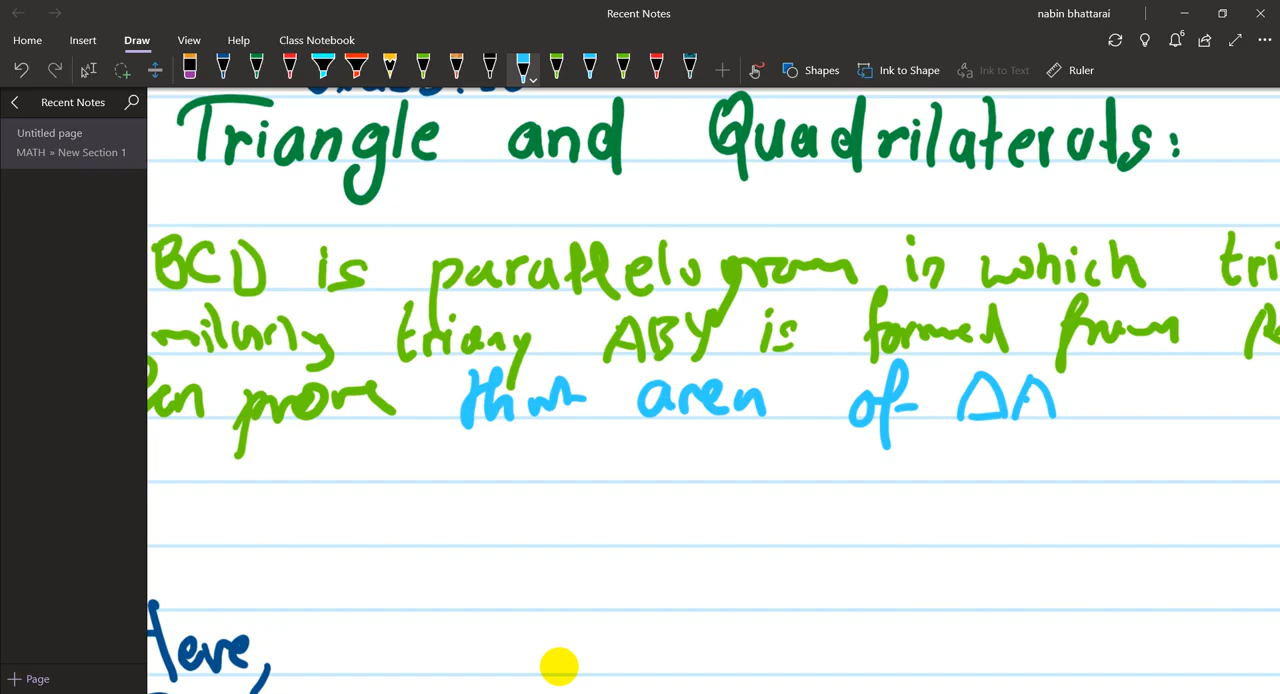 Recent Notes
nabin bhattarai
Home Insert Draw View Help Class Notebook
6
Shapes Ink to Shape Ink to Text Ruler
Recent Notes
Untitled page
MATH » New Section 1
Triangle and Quadrilaterals:
BCD is parallelogram in which tri
milarly triang ABY is formed from
prove that area of ΔA
Here,
Page